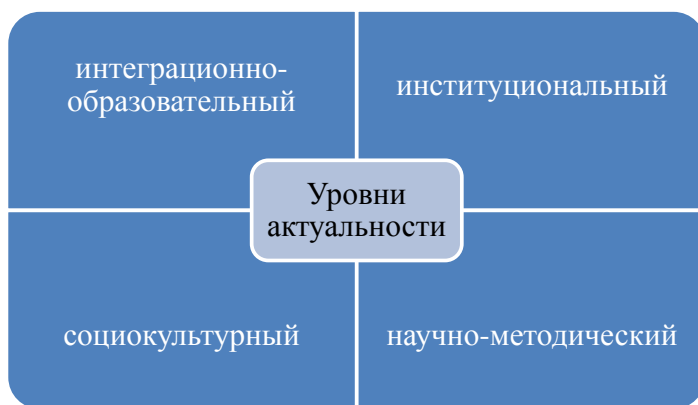 интеграционно-
образовательный
институциональный
Уровни
актуальности
социокультурный
научно-методический